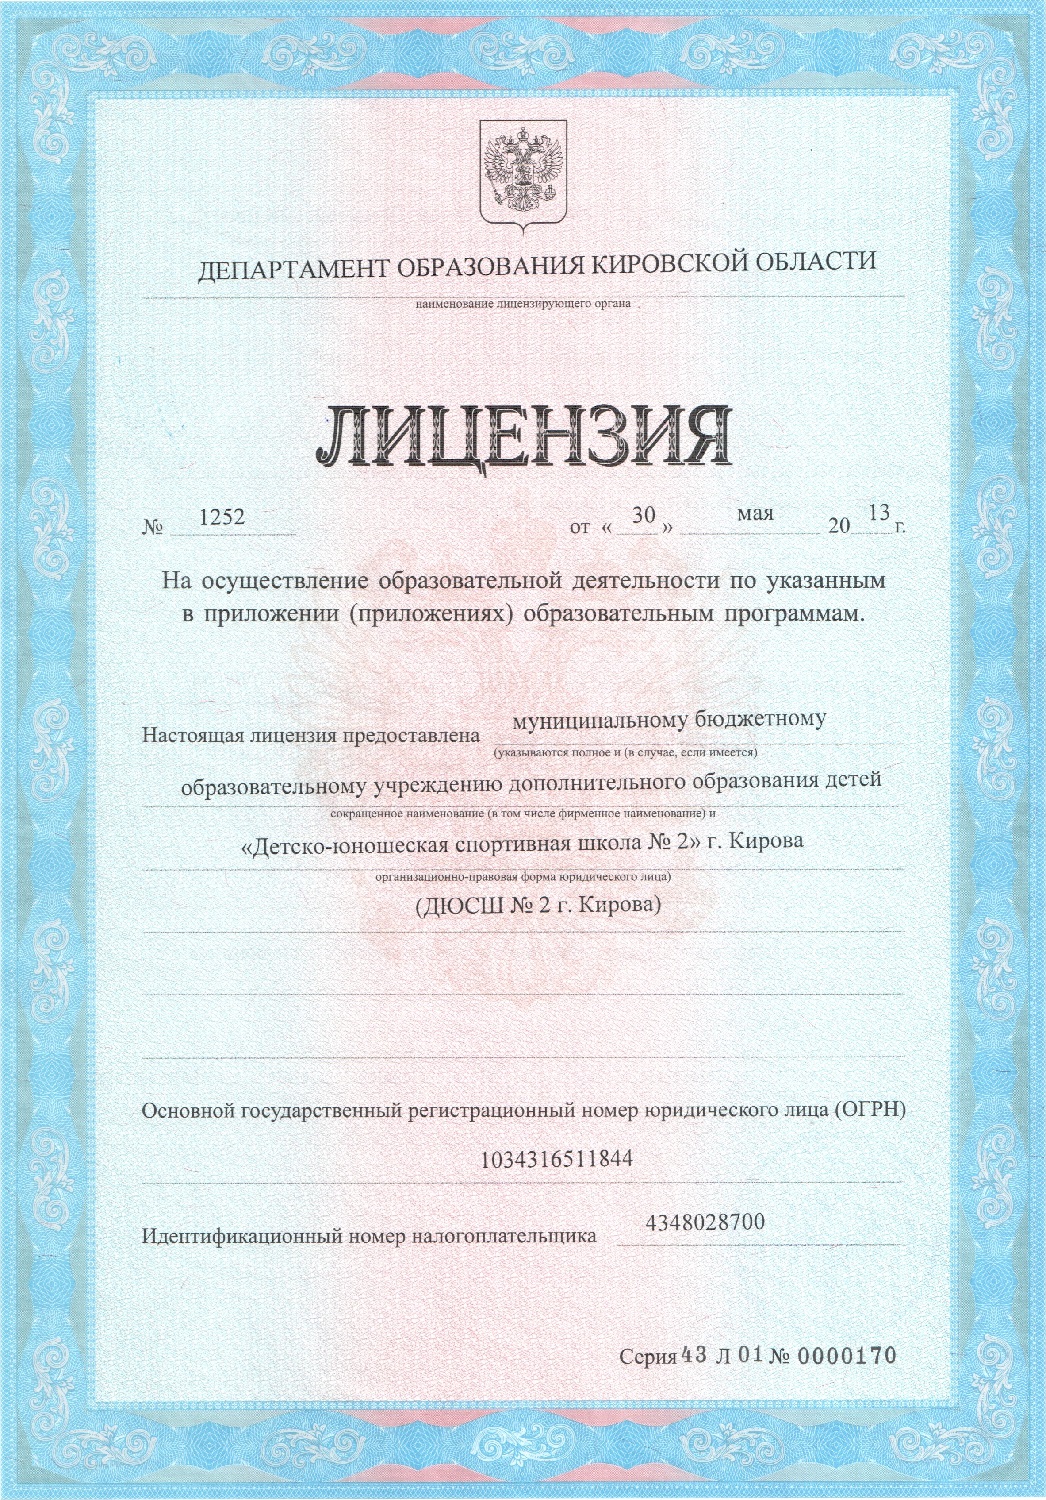 ДЕПАРТАМЕНТ ОБРАЗОВАНИЯ КИРОВСКОЙ ОБЛАСТИ
наименование лицензирующего органа
ЛИЦЕНЗИЯ
№ 1252 от « 30 » мая 20 13 г.
На осуществление образовательной деятельности по указанным
в приложении (приложениях) образовательным программам.
Настоящая лицензия предоставлена муниципальному бюджетному
(указываются полное и (в случае, если имеется)
образовательному учреждению дополнительного образования детей
сокращенное наименование (в том числе фирменное наименование) и
«Детско-юношеская спортивная школа № 2» г. Кирова
организационно-правовая форма юридического лица)
(ДЮСШ № 2 г. Кирова)
Основной государственный регистрационный номер юридического лица (ОГРН)
1034316511844
Идентификационный номер налогоплательщика 4348028700
Серия 43 Л 01 № 0000170